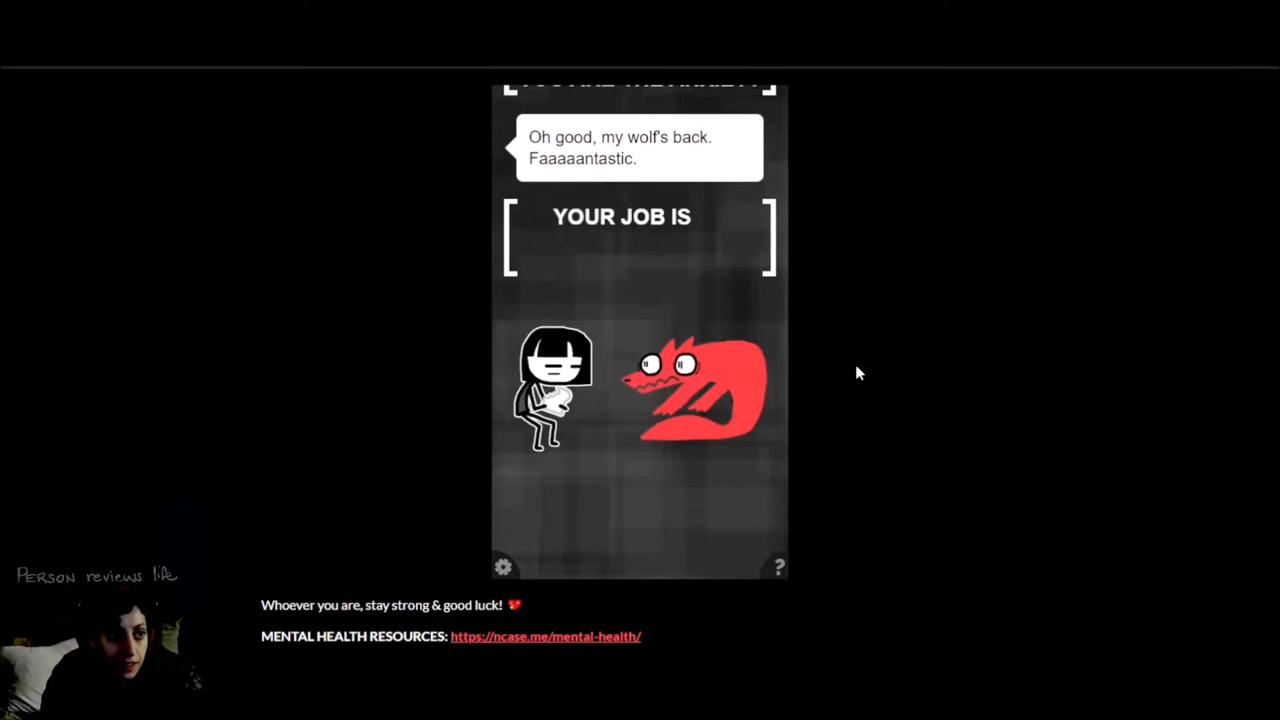 Oh good, my wolf's back.
Faaaaantastic.
YOUR JOB IS
?
PERSON reviews life
Whoever you are, stay strong & good luck!
MENTAL HEALTH RESOURCES: https://ncase.me/mental-health/